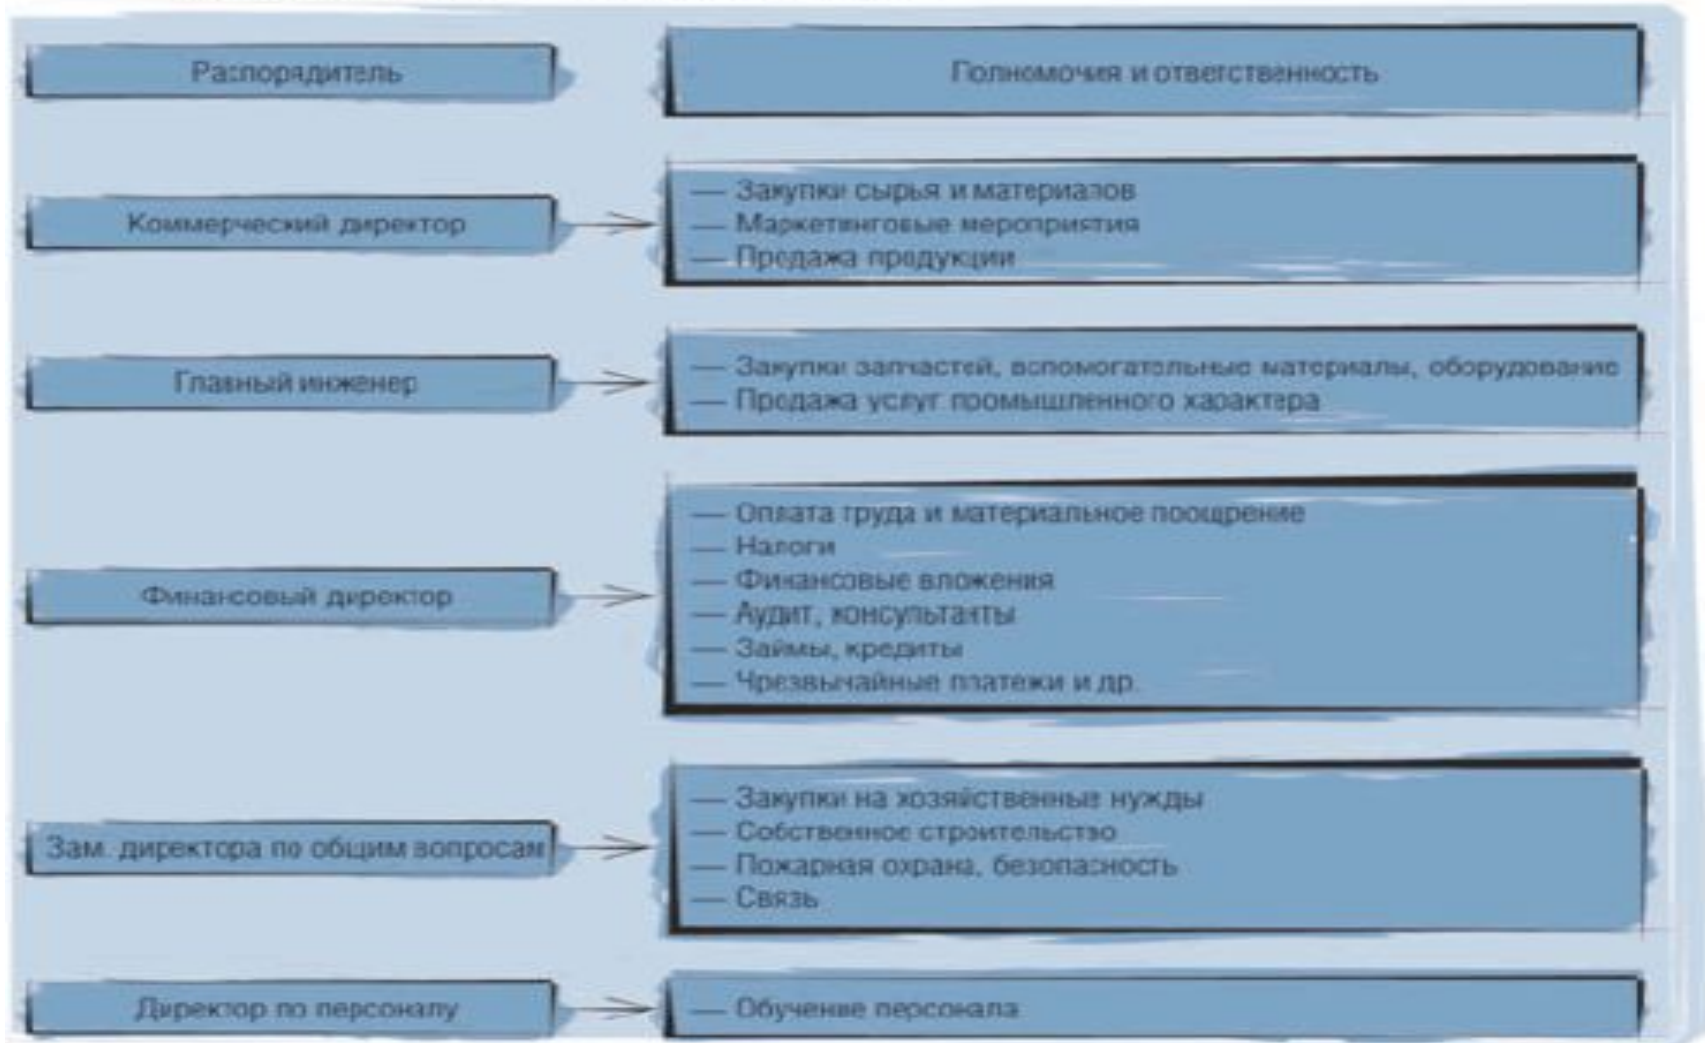 Распорядитель
Полномочия и ответственность
Коммерческий директор
— Закупки сырья и материалов
— Маркетинговые мероприятия
— Продажа продукции
Главный инженер
— Закупки запчастей, вспомогательные материалы, оборудование
— Продажа услуг промышленного характера
Финансовый директор
— Оплата труда и материальное поощрение
— Налоги
— Финансовые вложения
— Аудит, консультанты
— Займы, кредиты
— Чрезвычайные платежи и др.
Зам. директора по общим вопросам
— Закупки на хозяйственные нужды
— Собственное строительство
— Пожарная охрана, безопасность
— Связь
Директор по персоналу
— Обучение персонала